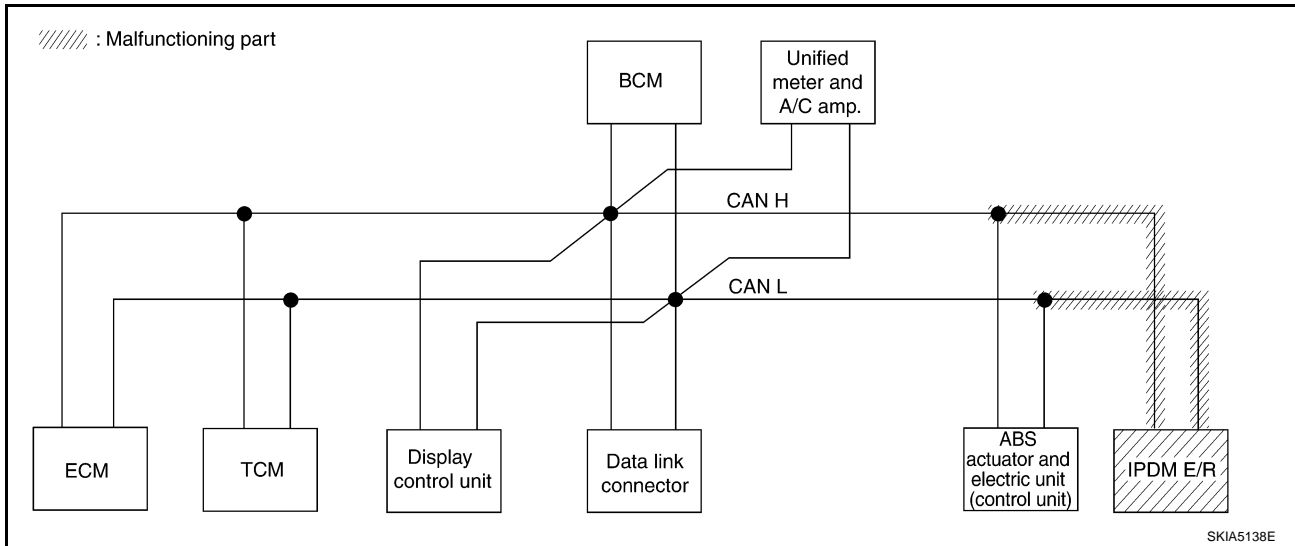 : Malfunctioning part
BCM
Unified
meter and
A/C amp.
CAN H
CAN L
ECM
TCM
Display
control unit
Data link
connector
ABS
actuator and
electric unit
(control unit)
IPDM E/R
SKIA5138E